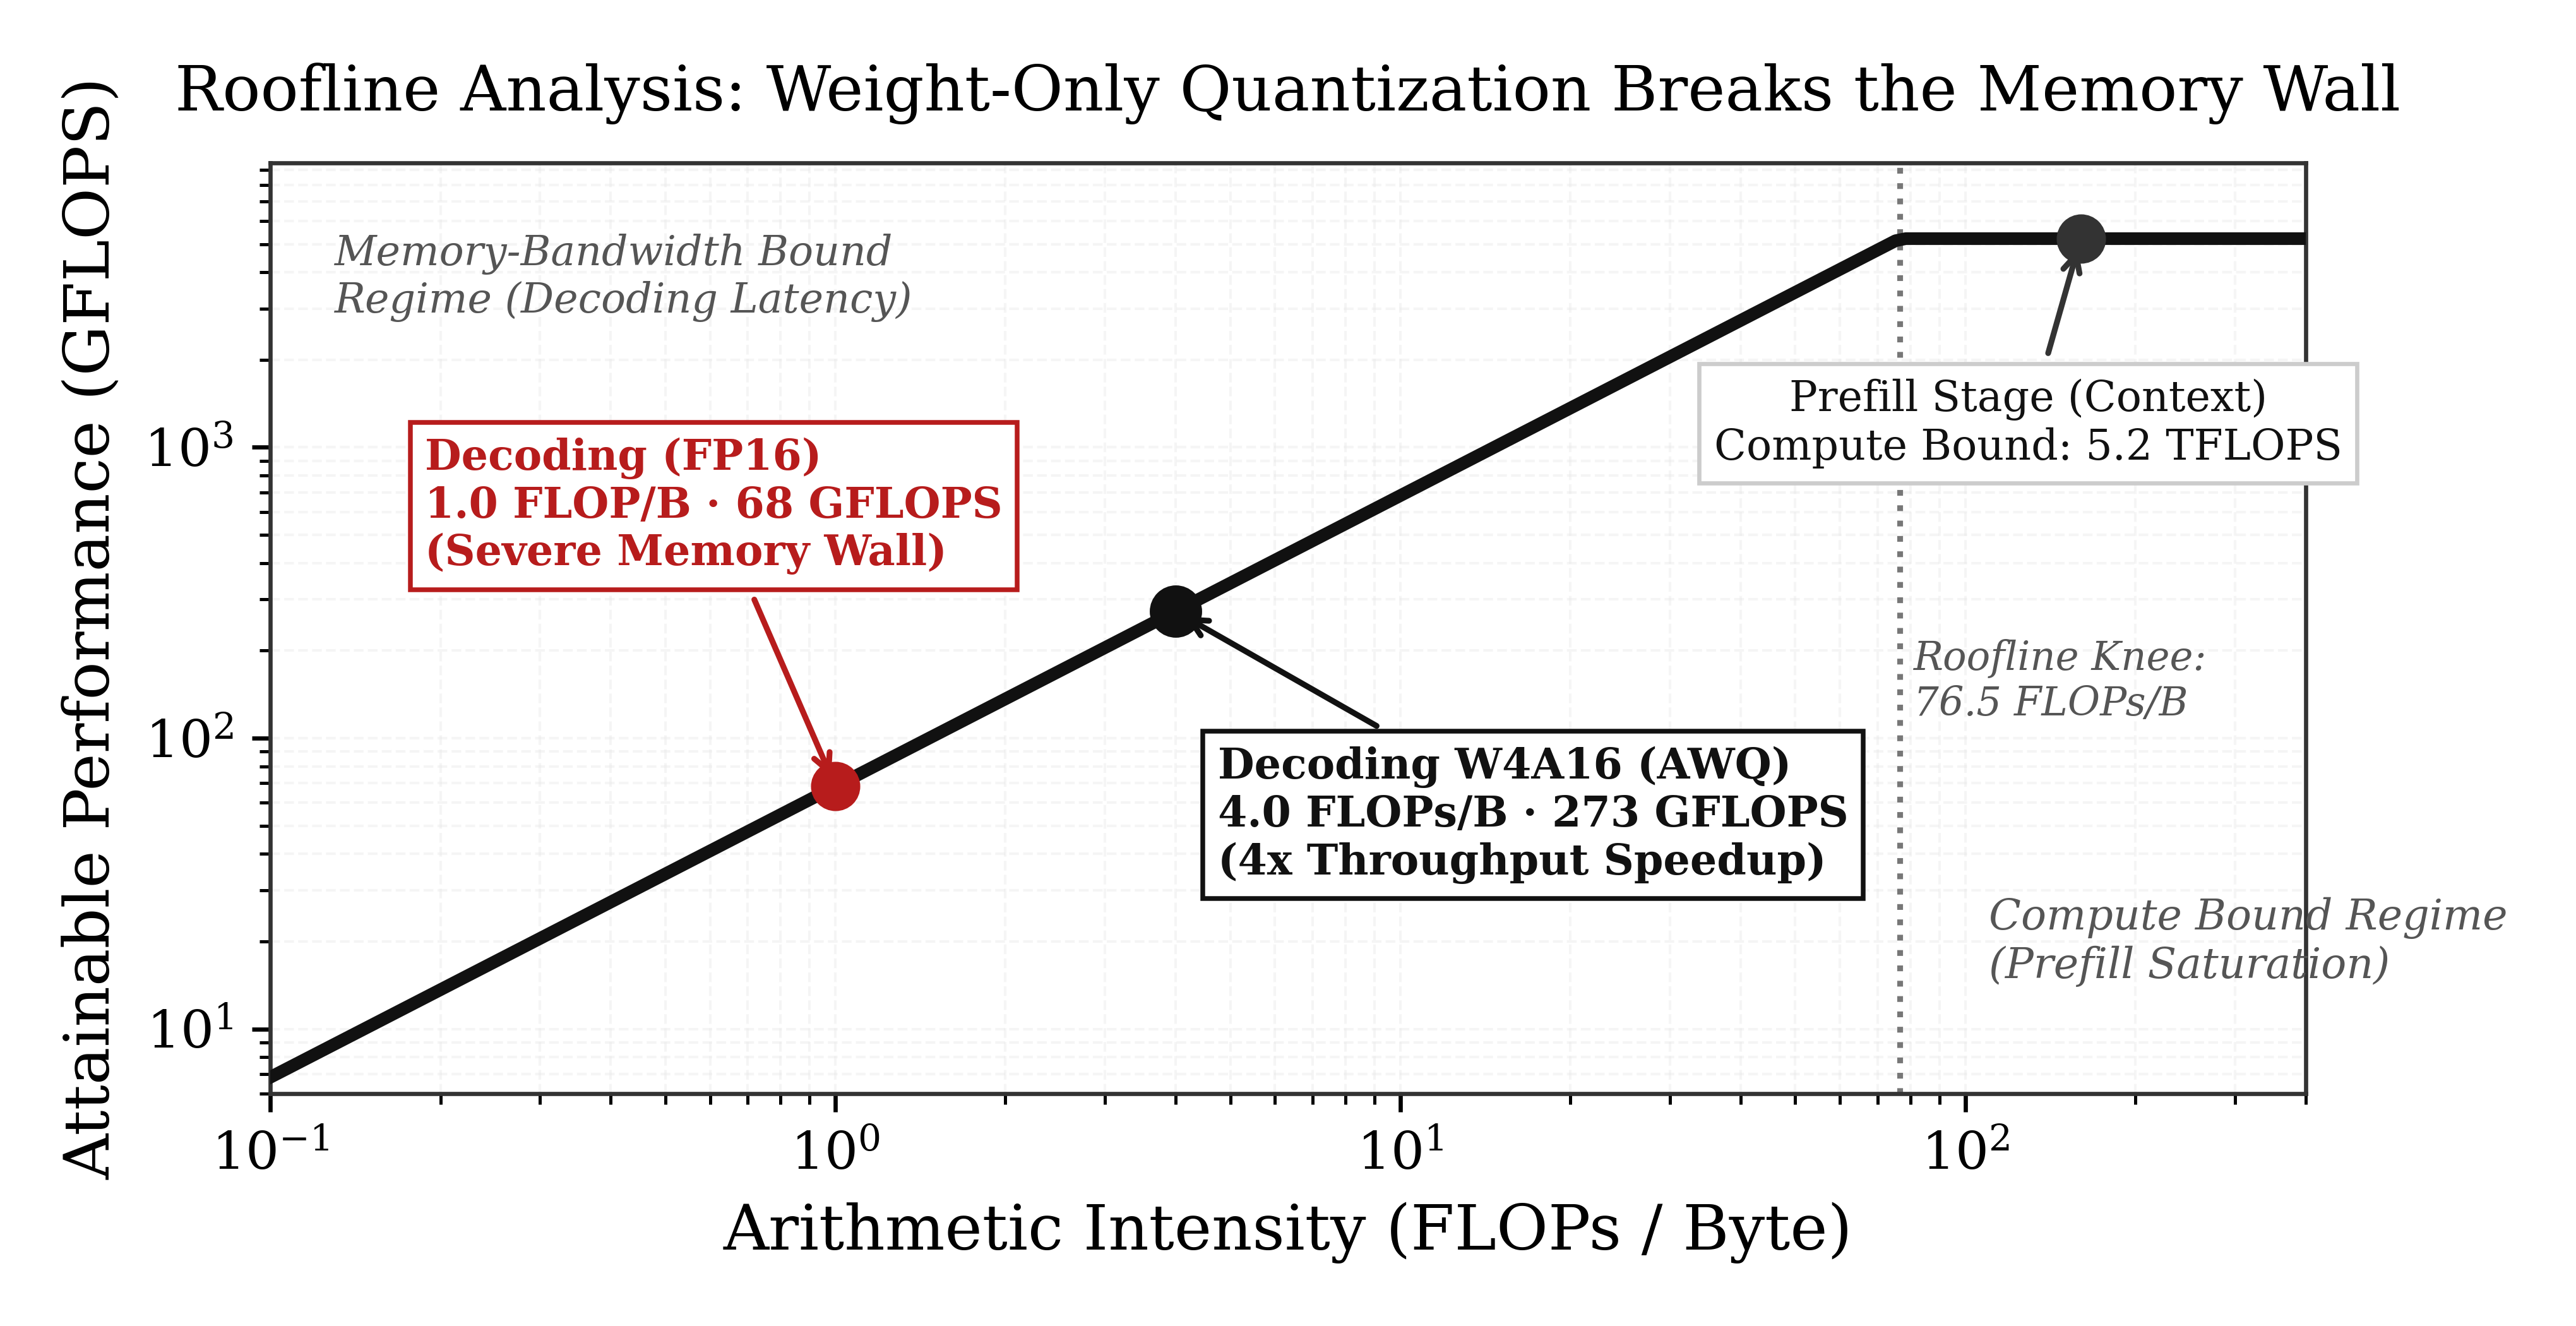 Roofline Analysis: Weight-Only Quantization Breaks the Memory Wall
Attainable Performance (GFLOPS)
Memory-Bandwidth Bound
Regime (Decoding Latency)
Prefill Stage (Context)
Compute Bound: 5.2 TFLOPS
Decoding (FP16)
1.0 FLOP/B · 68 GFLOPS
(Severe Memory Wall)
Roofline Knee:
76.5 FLOPs/B
Decoding W4A16 (AWQ)
4.0 FLOPs/B · 273 GFLOPS
(4x Throughput Speedup)
Compute Bound Regime
(Prefill Saturation)
10³
10²
10¹
10⁻¹
10⁰
10¹
10²
Arithmetic Intensity (FLOPs / Byte)